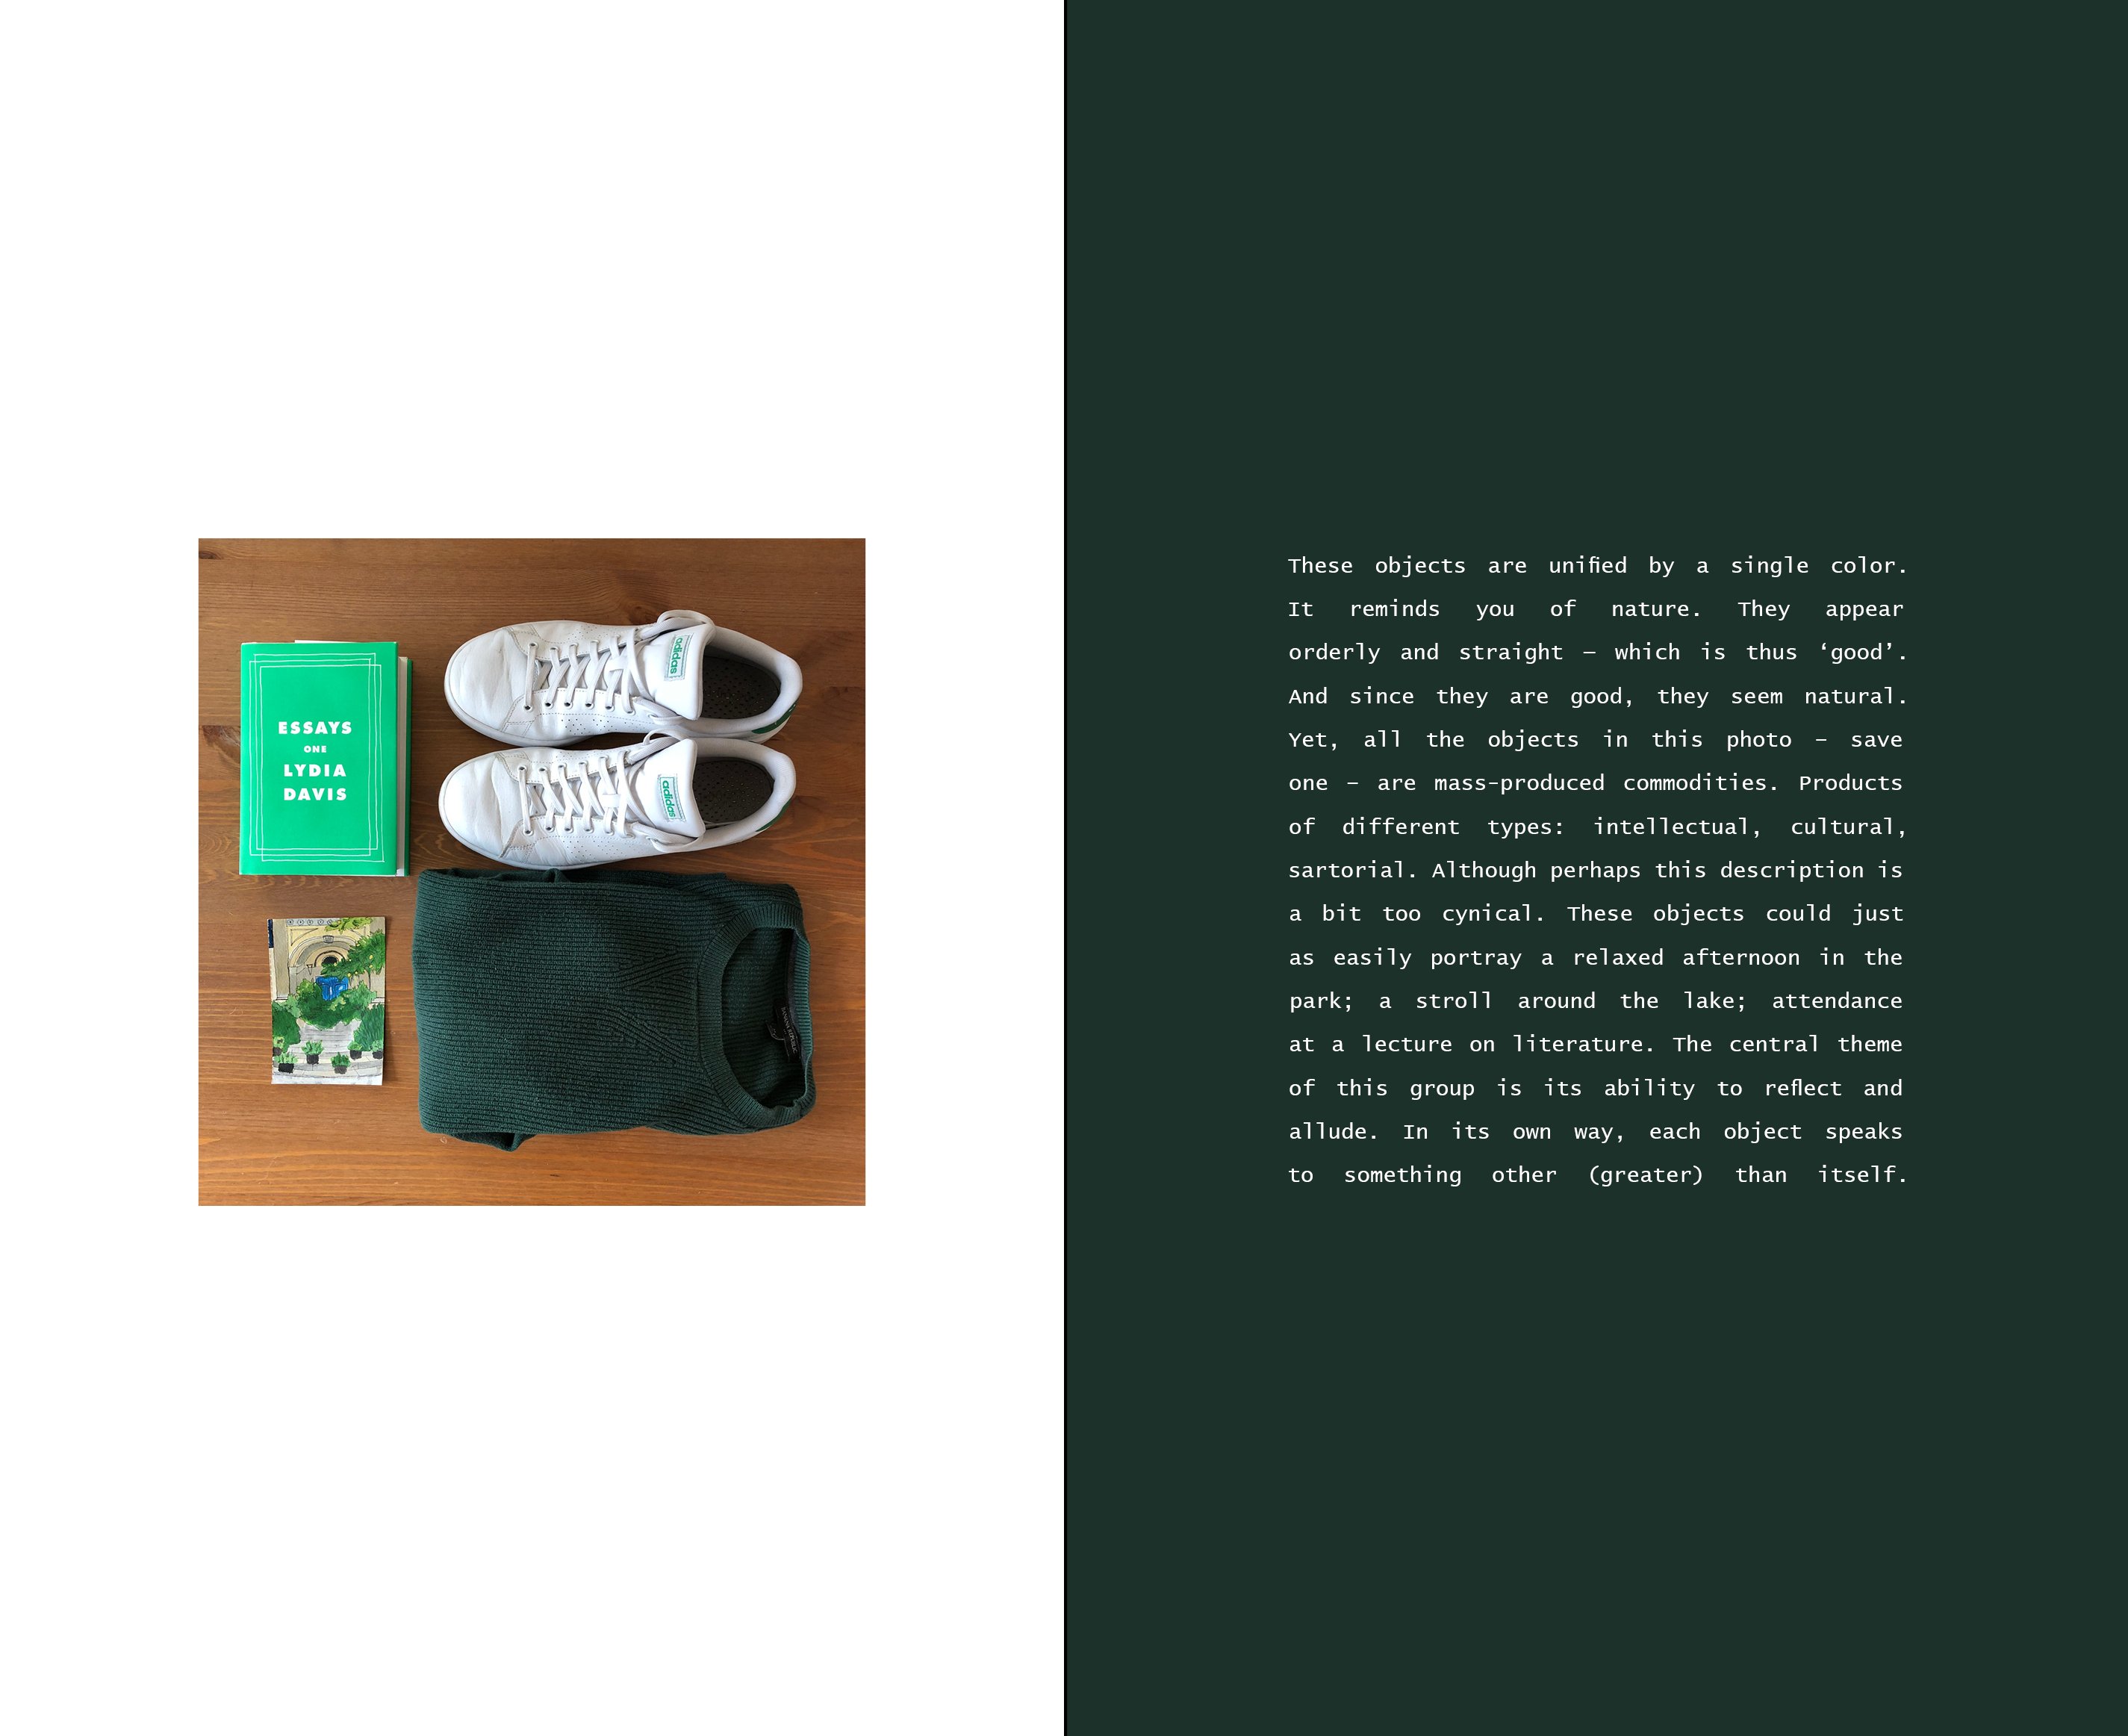 ESSAYS
ONE
LYDIA
DAVIS
adidas
adidas
These objects are unified by a single color.
It reminds you of nature. They appear
orderly and straight – which is thus ‘good’.
And since they are good, they seem natural.
Yet, all the objects in this photo – save
one – are mass-produced commodities. Products
of different types: intellectual, cultural,
sartorial. Although perhaps this description is
a bit too cynical. These objects could just
as easily portray a relaxed afternoon in the
park; a stroll around the lake; attendance
at a lecture on literature. The central theme
of this group is its ability to reflect and
allude. In its own way, each object speaks
to something other (greater) than itself.